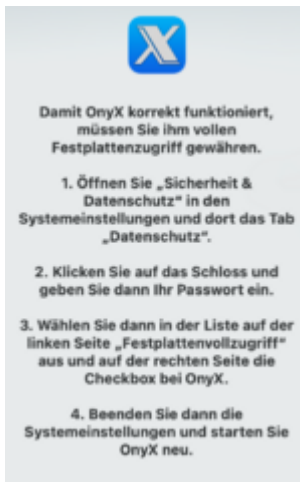 Damit OnyX korrekt funktioniert,
müssen Sie ihm vollen
Festplattenzugriff gewähren.
1. Öffnen Sie „Sicherheit &
Datenschutz" in den
Systemeinstellungen und dort das Tab
„Datenschutz".
2. Klicken Sie auf das Schloss und
geben Sie dann Ihr Passwort ein.
3. Wählen Sie dann in der Liste auf der
linken Seite „Festplattenvollzugriff"
aus und auf der rechten Seite die
Checkbox bei OnyX.
4. Beenden Sie dann die
Systemeinstellungen und starten Sie
OnyX neu.